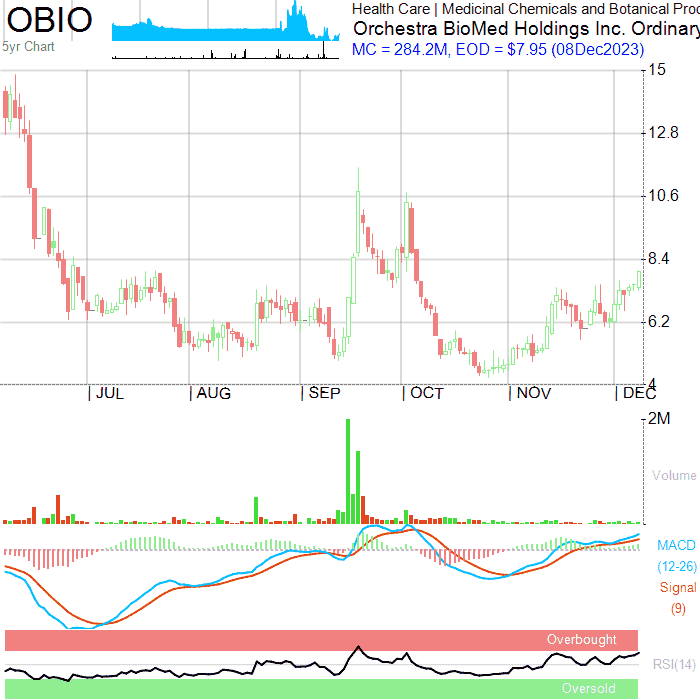 OBIO
5yr Chart
Health Care | Medicinal Chemicals and Botanical Prod
Orchestra BioMed Holdings Inc. Ordinary
MC = 284.2M, EOD = $7.95 (08Dec2023)
15
12.8
10.6
8.4
6.2
4
JUL
AUG
SEP
OCT
NOV
DEC
2M
Volume
MACD
(12-26)
Signal
(9)
Overbought
RSI(14)
Oversold